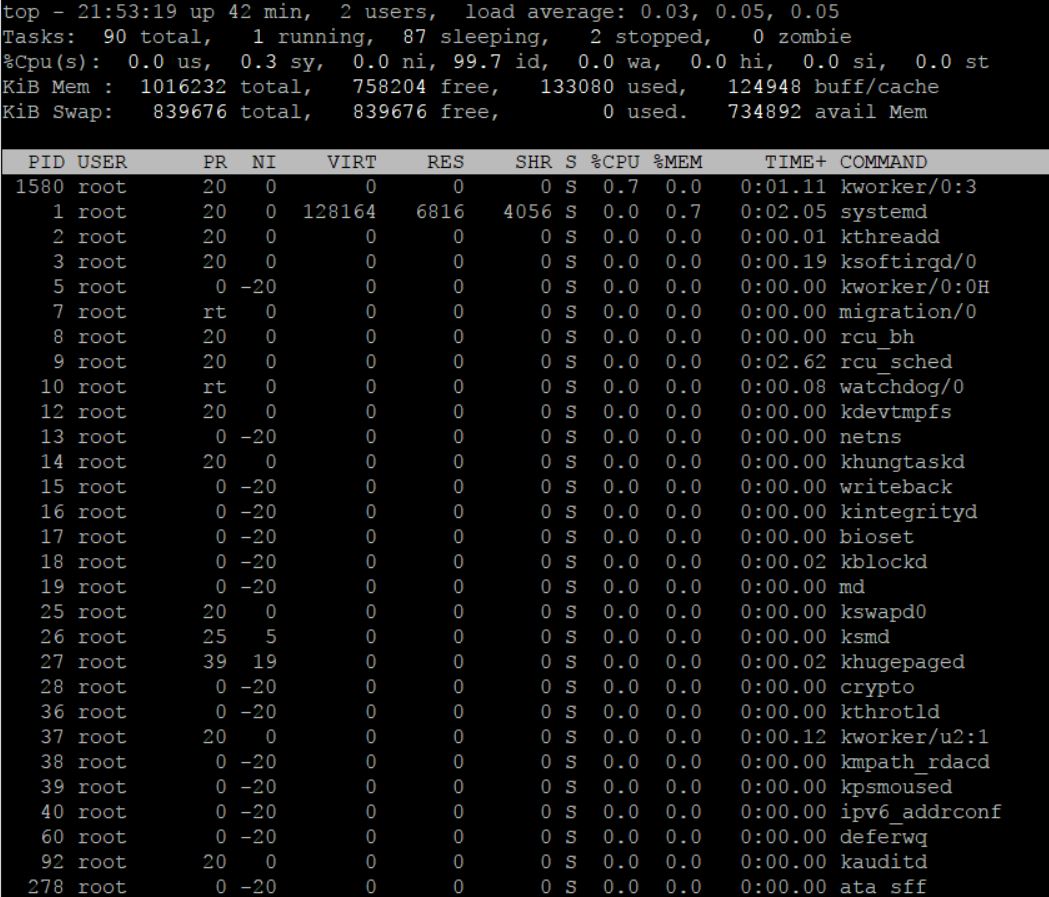 top - 21:53:19 up 42 min,  2 users,  load average: 0.03, 0.05, 0.05
Tasks:  90 total,   1 running,  87 sleeping,   2 stopped,   0 zombie
%Cpu(s):  0.0 us,  0.3 sy,  0.0 ni, 99.7 id,  0.0 wa,  0.0 hi,  0.0 si,  0.0 st
KiB Mem :  1016232 total,   758204 free,   133080 used,   124948 buff/cache
KiB Swap:   839676 total,   839676 free,        0 used.   734892 avail Mem
  PID USER      PR  NI    VIRT    RES    SHR S %CPU %MEM     TIME+ COMMAND
 1580 root      20   0       0      0      0 S  0.7  0.0   0:01.11 kworker/0:3
    1 root      20   0  128164   6816   4056 S  0.0  0.7   0:02.05 systemd
    2 root      20   0       0      0      0 S  0.0  0.0   0:00.01 kthreadd
    3 root      20   0       0      0      0 S  0.0  0.0   0:00.19 ksoftirqd/0
    5 root       0 -20       0      0      0 S  0.0  0.0   0:00.00 kworker/0:0H
    7 root      rt   0       0      0      0 S  0.0  0.0   0:00.00 migration/0
    8 root      20   0       0      0      0 S  0.0  0.0   0:00.00 rcu_bh
    9 root      20   0       0      0      0 S  0.0  0.0   0:02.62 rcu_sched
   10 root      rt   0       0      0      0 S  0.0  0.0   0:00.08 watchdog/0
   12 root      20   0       0      0      0 S  0.0  0.0   0:00.00 kdevtmpfs
   13 root       0 -20       0      0      0 S  0.0  0.0   0:00.00 netns
   14 root      20   0       0      0      0 S  0.0  0.0   0:00.00 khungtaskd
   15 root       0 -20       0      0      0 S  0.0  0.0   0:00.00 writeback
   16 root       0 -20       0      0      0 S  0.0  0.0   0:00.00 kintegrityd
   17 root       0 -20       0      0      0 S  0.0  0.0   0:00.00 bioset
   18 root       0 -20       0      0      0 S  0.0  0.0   0:00.02 kblockd
   19 root       0 -20       0      0      0 S  0.0  0.0   0:00.00 md
   25 root      20   0       0      0      0 S  0.0  0.0   0:00.00 kswapd0
   26 root      25   5       0      0      0 S  0.0  0.0   0:00.00 ksmd
   27 root      39  19       0      0      0 S  0.0  0.0   0:00.02 khugepaged
   28 root       0 -20       0      0      0 S  0.0  0.0   0:00.00 crypto
   36 root       0 -20       0      0      0 S  0.0  0.0   0:00.00 kthrotld
   37 root      20   0       0      0      0 S  0.0  0.0   0:00.12 kworker/u2:1
   38 root       0 -20       0      0      0 S  0.0  0.0   0:00.00 kmpath_rdacd
   39 root       0 -20       0      0      0 S  0.0  0.0   0:00.00 kpsmoused
   40 root       0 -20       0      0      0 S  0.0  0.0   0:00.00 ipv6_addrconf
   60 root       0 -20       0      0      0 S  0.0  0.0   0:00.00 deferwq
   92 root      20   0       0      0      0 S  0.0  0.0   0:00.00 kauditd
  278 root       0 -20       0      0      0 S  0.0  0.0   0:00.00 ata_sff